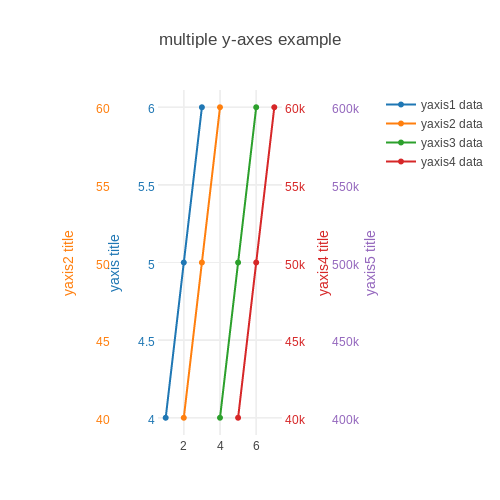 multiple y-axes example
60 6 60k 600k
55 5.5 55k 550k
50 5 50k 500k
45 4.5 45k 450k
40 4 40k 400k
2 4 6
yaxis2 title
yaxis title
yaxis4 title
yaxis5 title
yaxis1 data
yaxis2 data
yaxis3 data
yaxis4 data